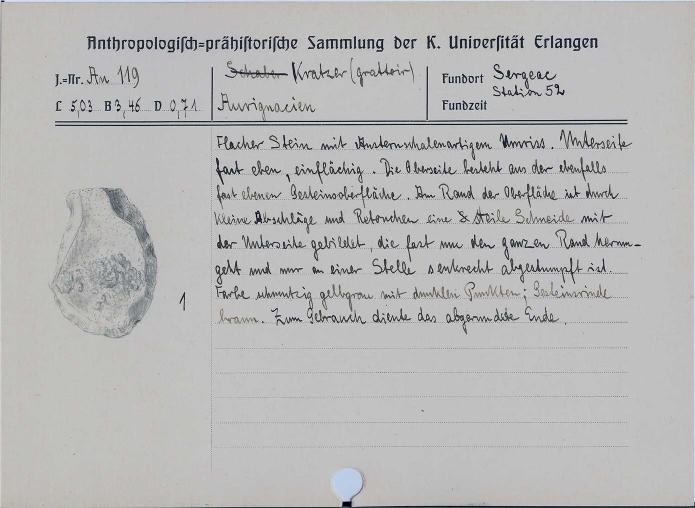 Anthropologisch=prähistorische Sammlung der K. Universität Erlangen
J.=Nr. An 119
Schaber Kratzer (grattoir)
Fundort Sergeac
Station 52
L 5,03 B 3,46 D 0,71
Aurignacien
Fundzeit
Flacher Stein mit Austernschalenartigem Umriss. Unterseite
fast eben, einflächig. Die Oberseite besteht aus der ebenfalls
fast ebenen Gesteinsoberfläche. Am Rand der Oberfläche ist durch
kleine Abschläge und Retouchen eine steile Schneide mit
der Unterseite gebildet, die fast um den ganzen Rand herum-
geht und nur an einer Stelle senkrecht abgestumpft ist.
Farbe schmutzig gelbgrau mit dunklen Punkten; Gesteinsrinde
braun. Zum Gebrauch diente das abgerundete Ende.
1